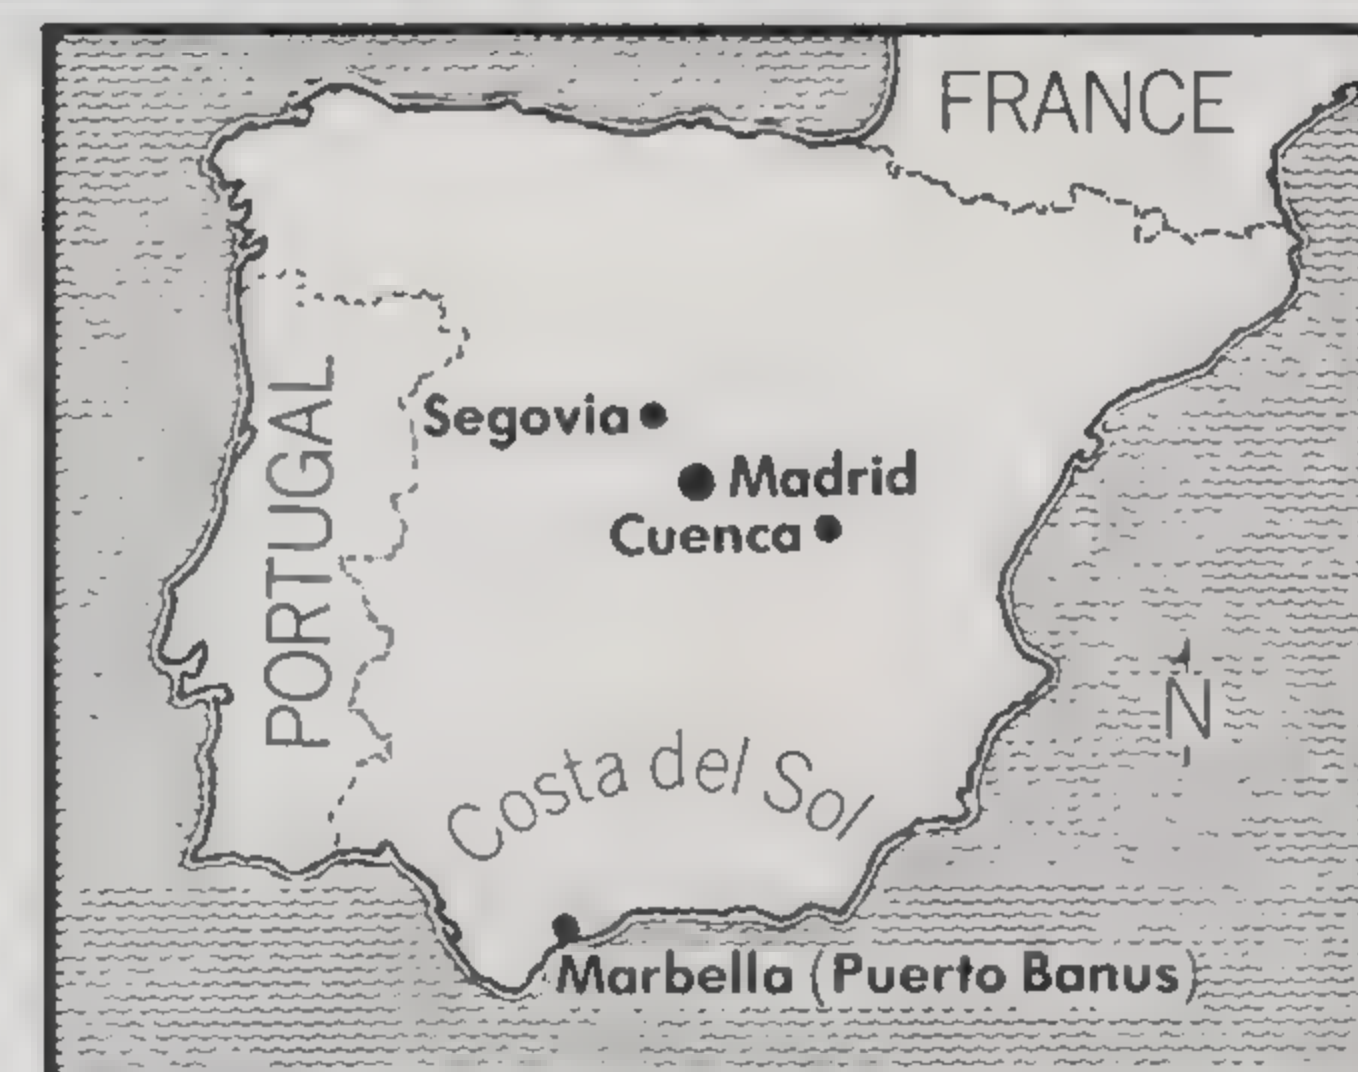 FRANCE
PORTUGAL
Segovia
Madrid
Cuenca
N
Costa del Sol
Marbella (Puerto Banus)